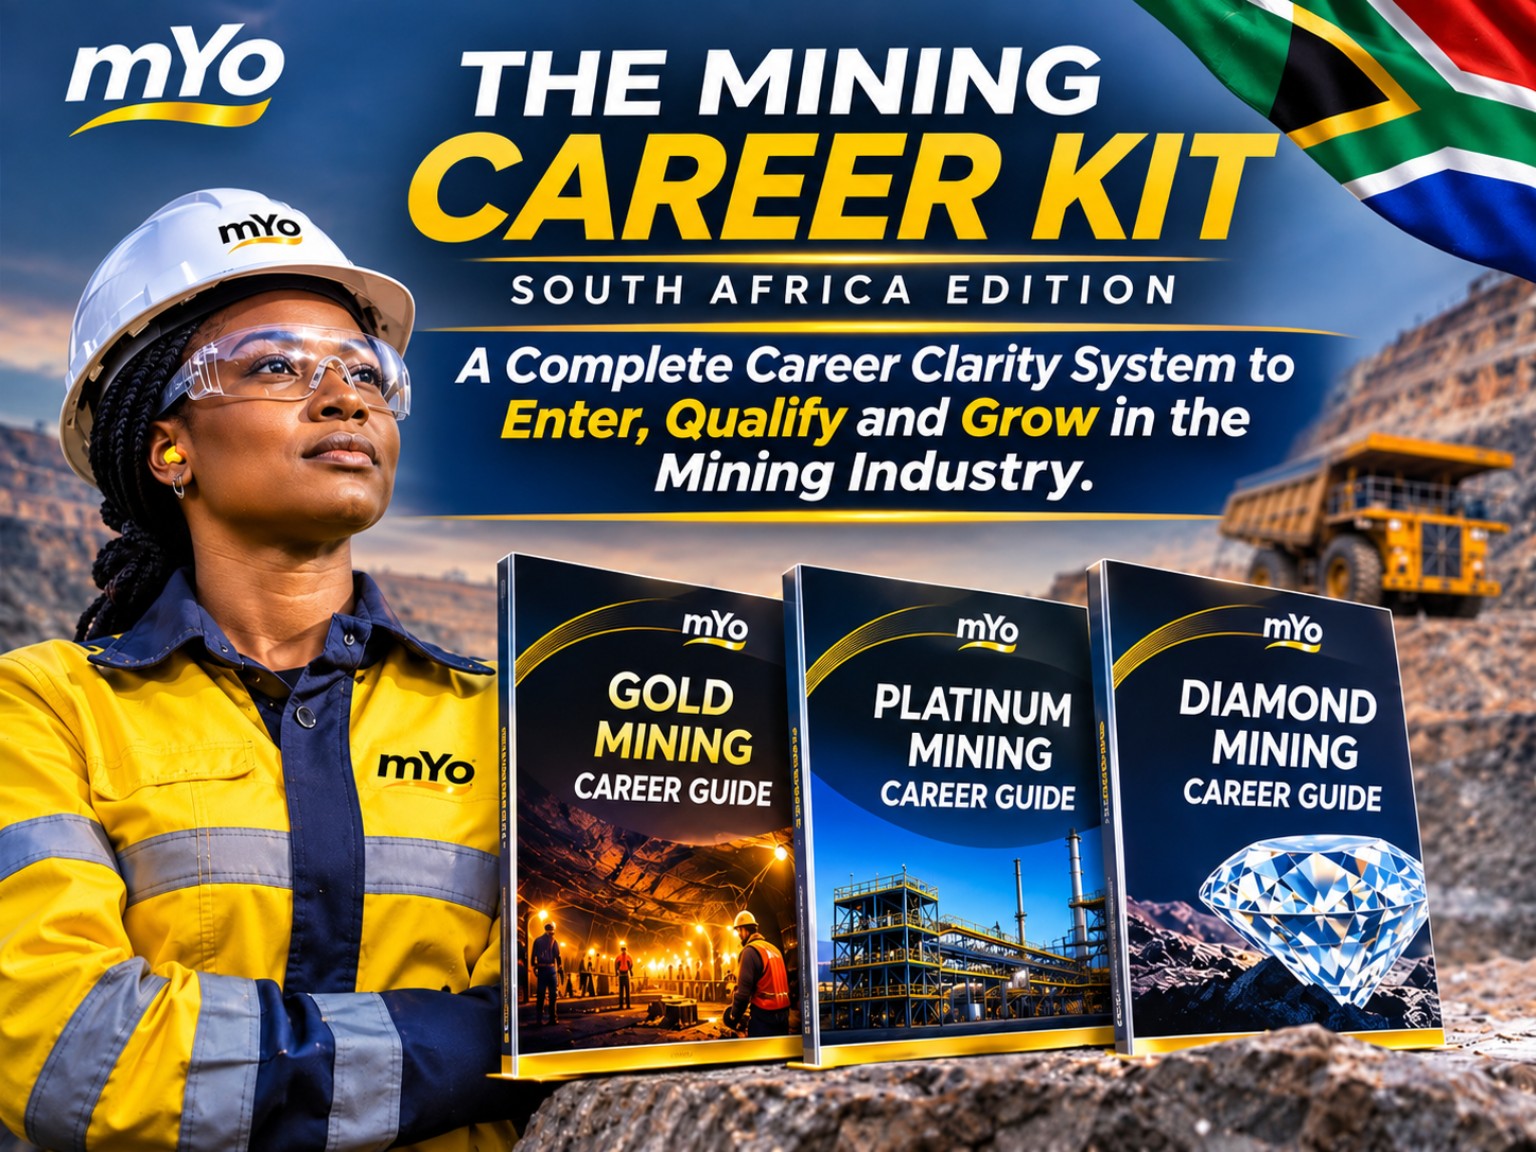 mYo
THE MINING
CAREER KIT
SOUTH AFRICA EDITION
A Complete Career Clarity System to
Enter, Qualify and Grow in the
Mining Industry.
mYo
mYo
mYo
GOLD
MINING
CAREER GUIDE
mYo
PLATINUM
MINING
CAREER GUIDE
mYo
DIAMOND
MINING
CAREER GUIDE